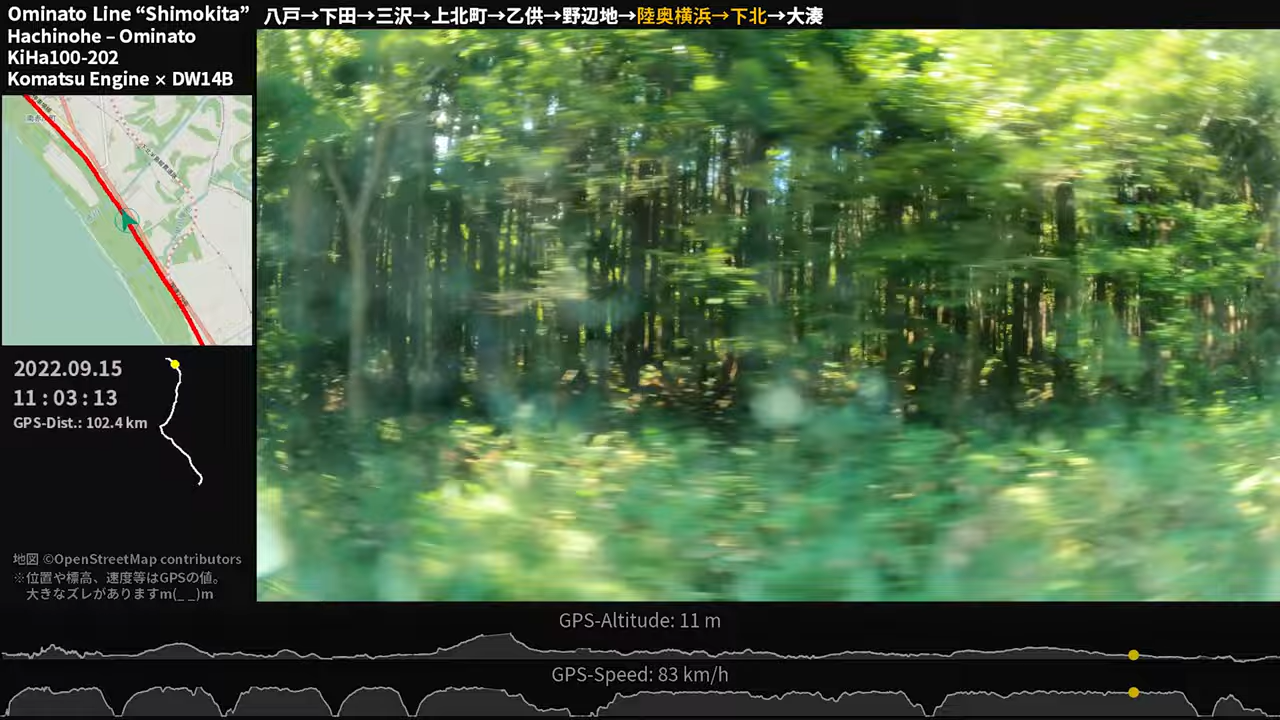 Ominato Line “Shimokita”
Hachinohe – Ominato
KiHa100-202
Komatsu Engine × DW14B
八戸→下田→三沢→上北町→乙供→野辺地→陸奥横浜→下北→大湊
2022.09.15
11:03:13
GPS-Dist.: 102.4 km
地図 ©OpenStreetMap contributors
※位置や標高、速度等はGPSの値。
大きなズレがありますm(_ _)m
GPS-Altitude: 11 m
GPS-Speed: 83 km/h